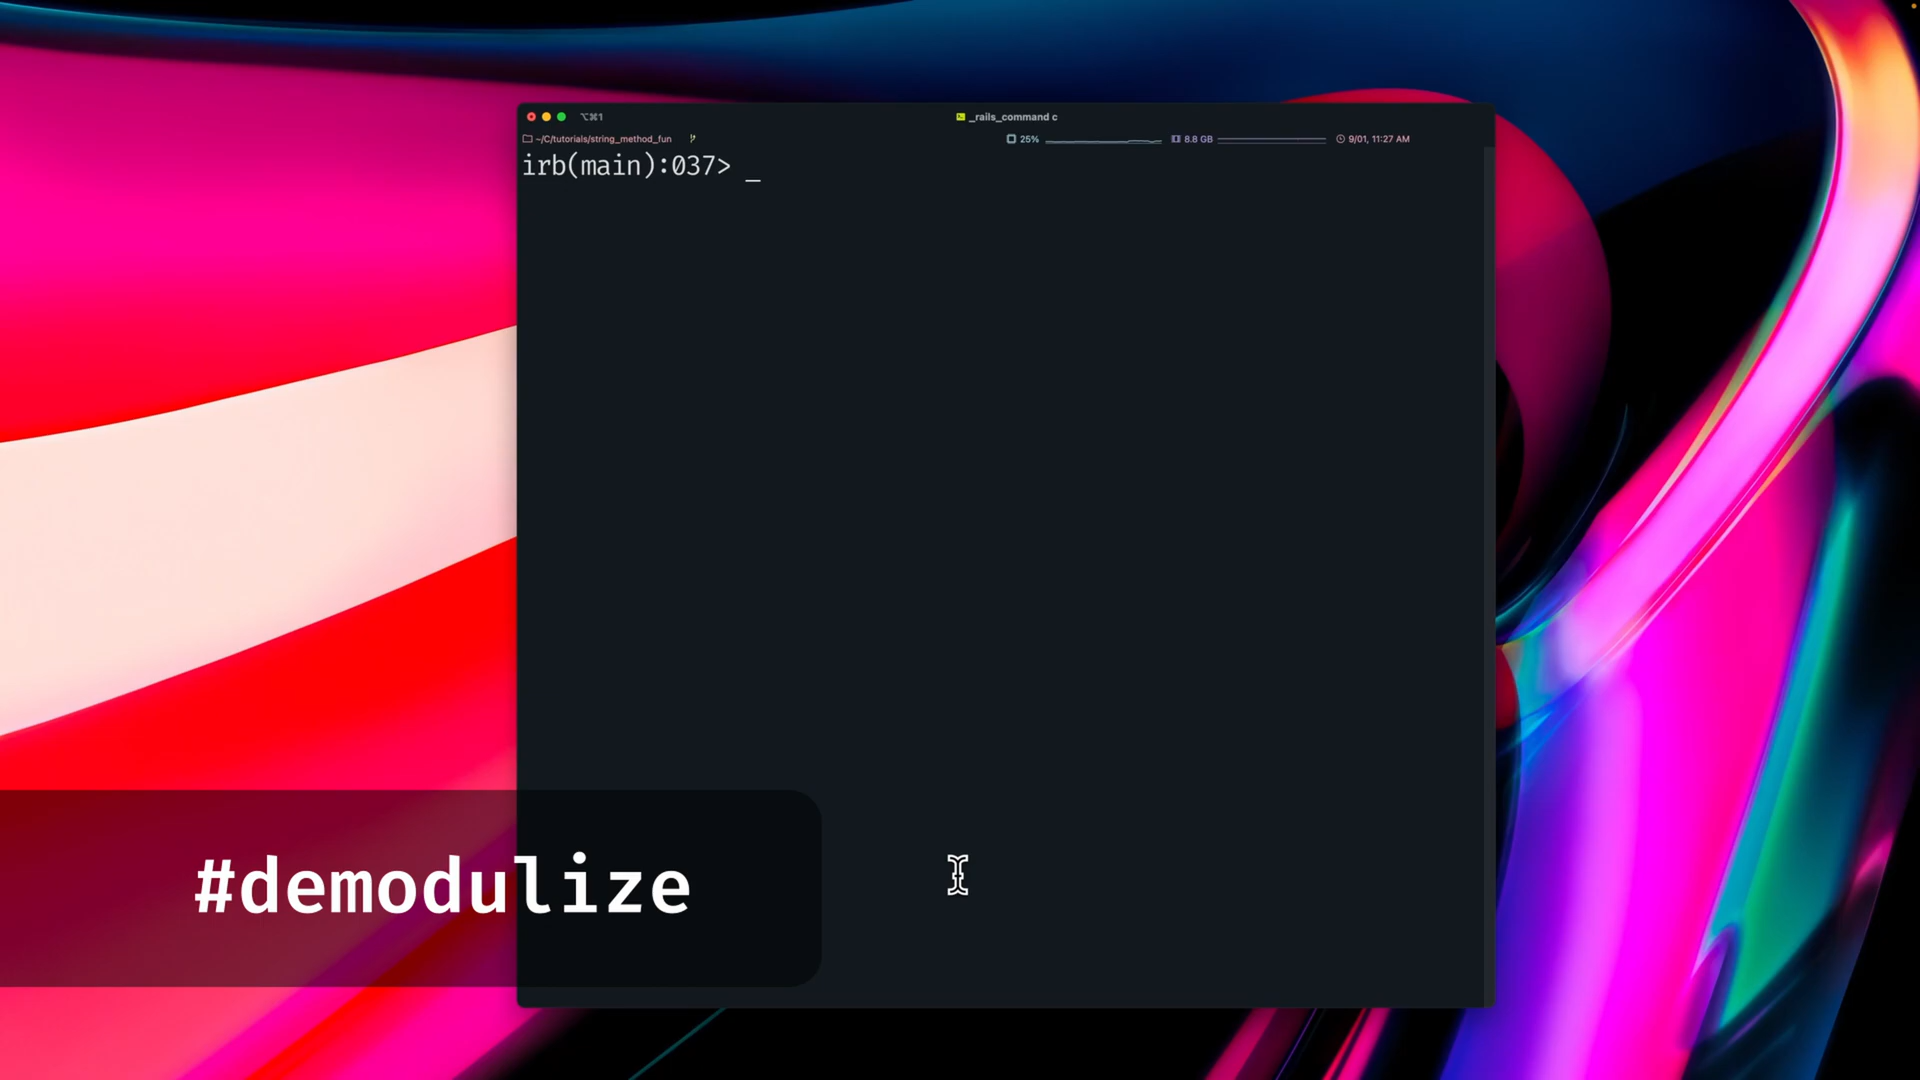 ⌥⌘1
_rails_command c
~/C/tutorials/string_method_fun
25%
8.8 GB
9/01, 11:27 AM
irb(main):037> _
#demodulize